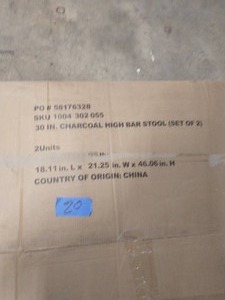 PO # 58176328
SKU 1004 302 055
30 IN. CHARCOAL HIGH BAR STOOL (SET OF 2)
2Units
18.11 in. L x 21.25 in. W x 46.06 in. H
COUNTRY OF ORIGIN: CHINA
20